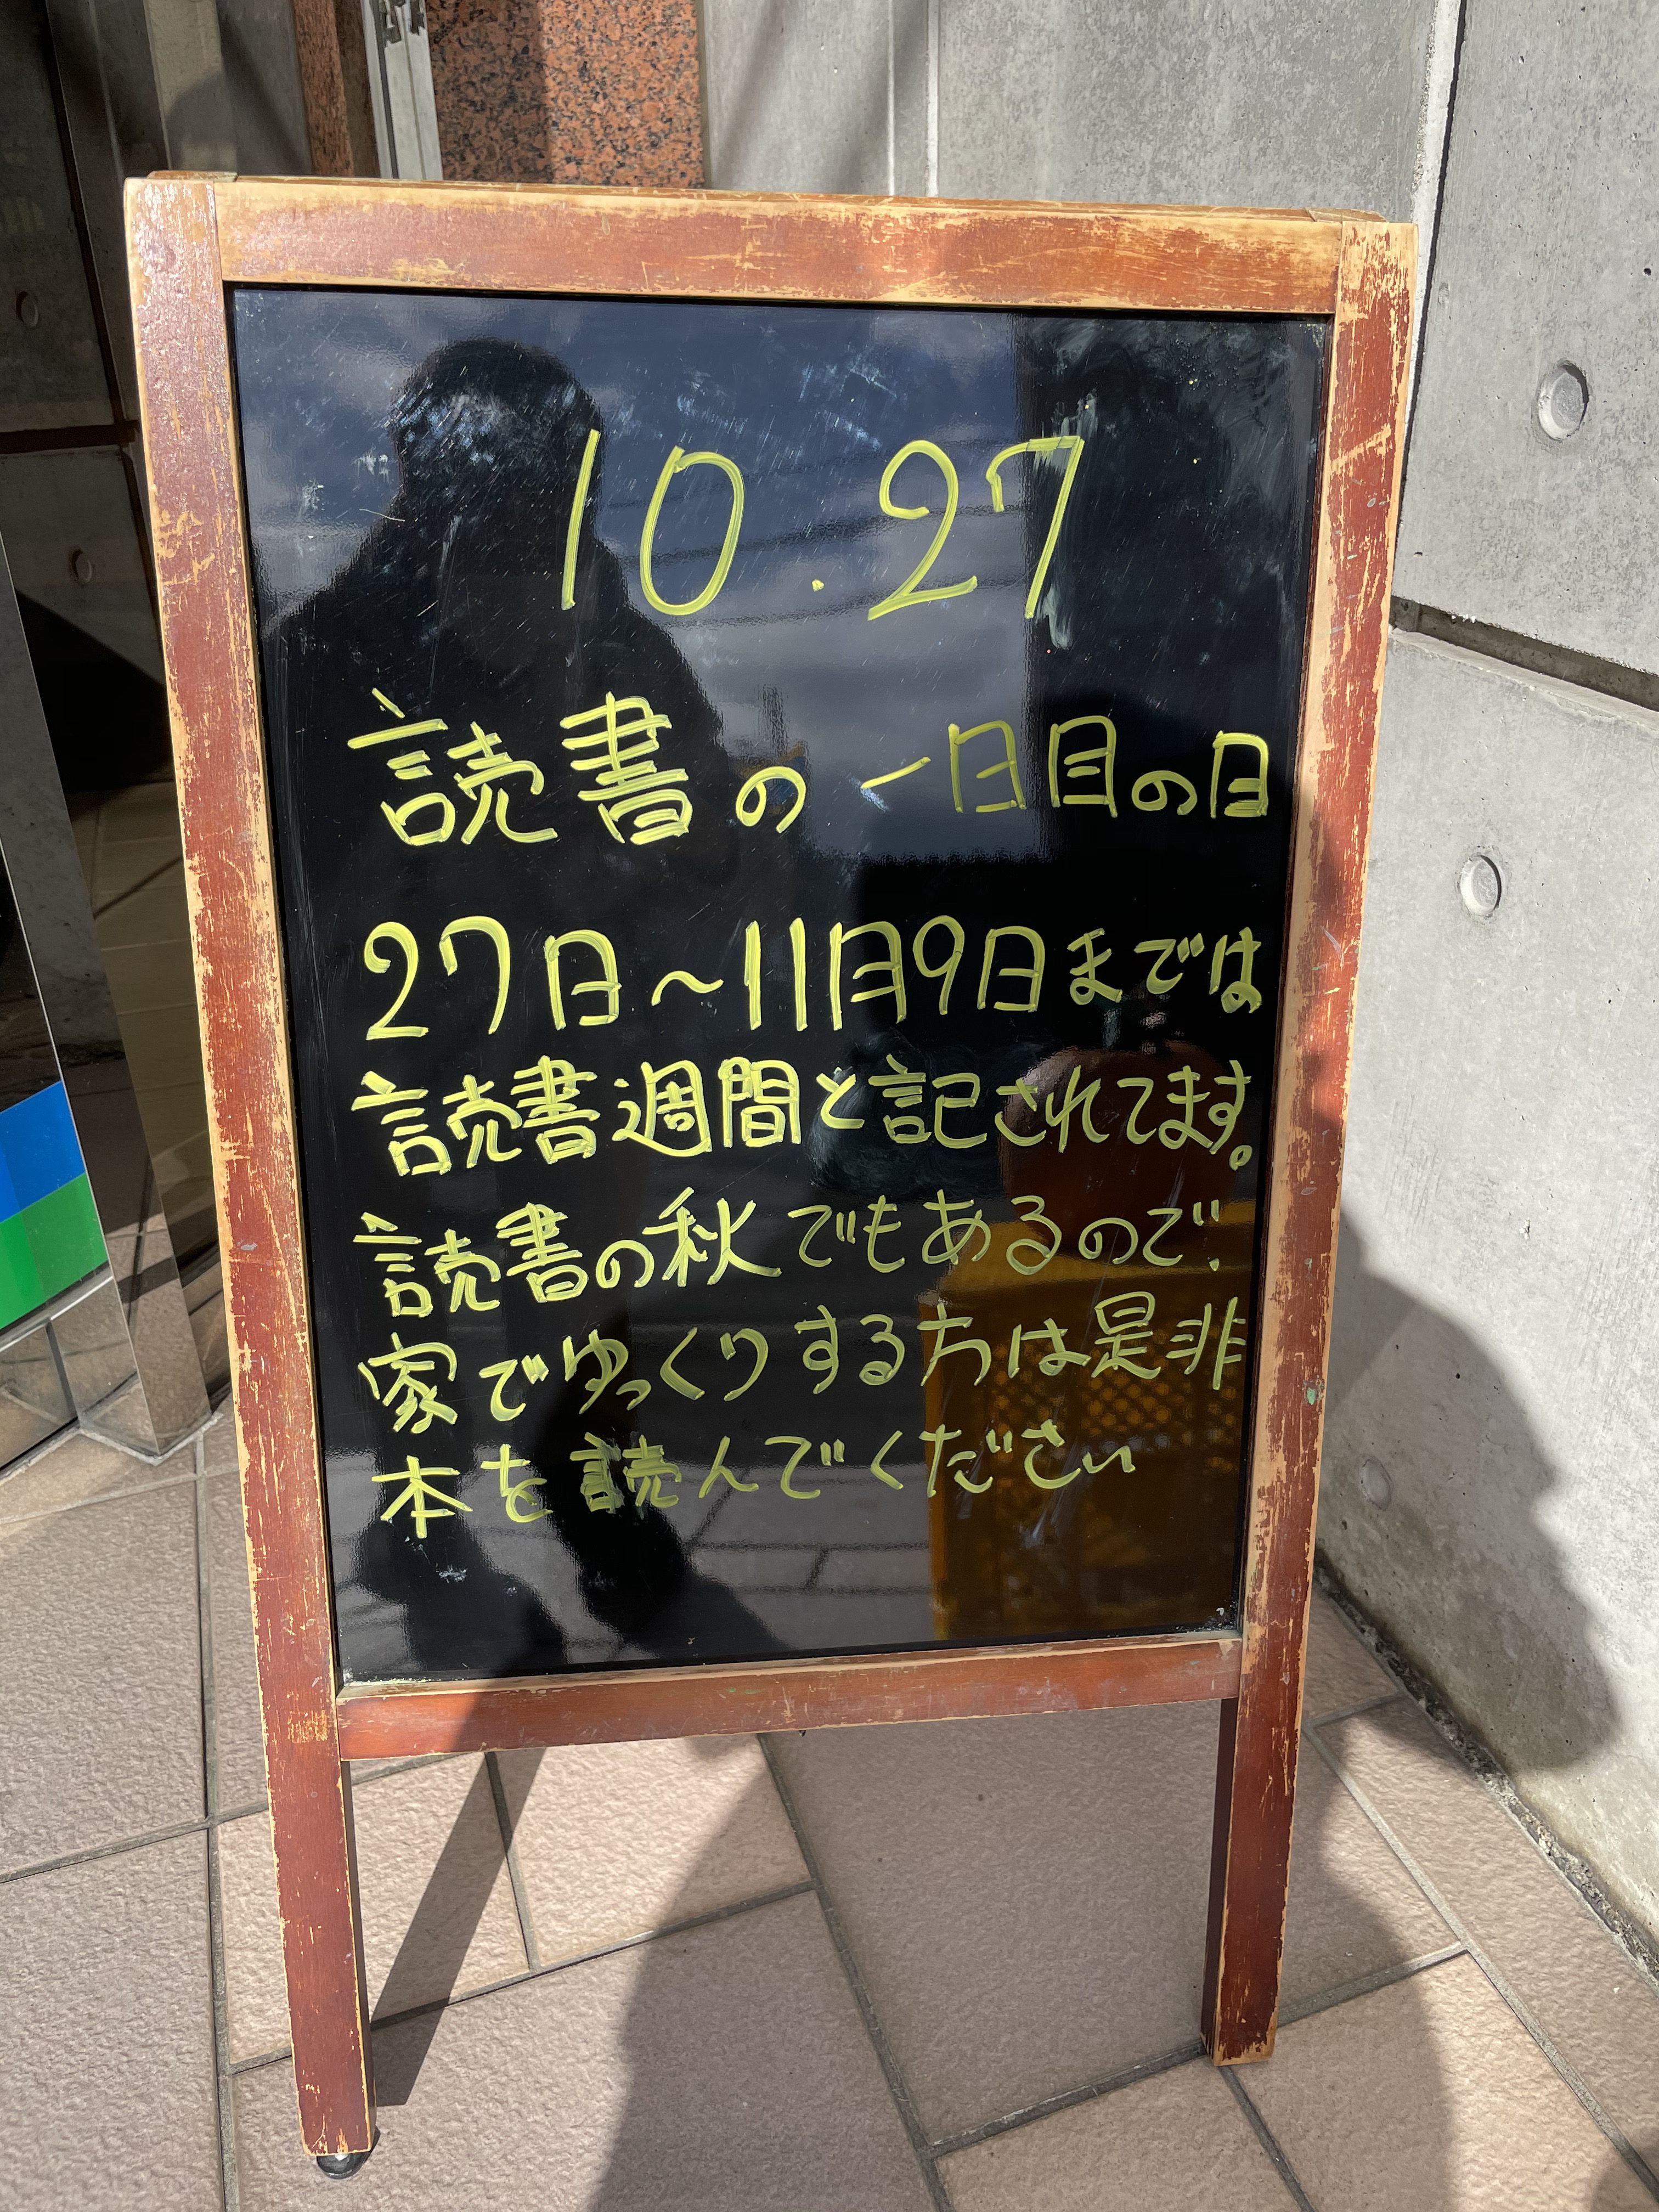 10.27
読書の一日目の日
27日～11月9日までは
読書週間と記されてます。
読書の秋でもあるので、
家でゆっくりする方は是非
本を読んでください